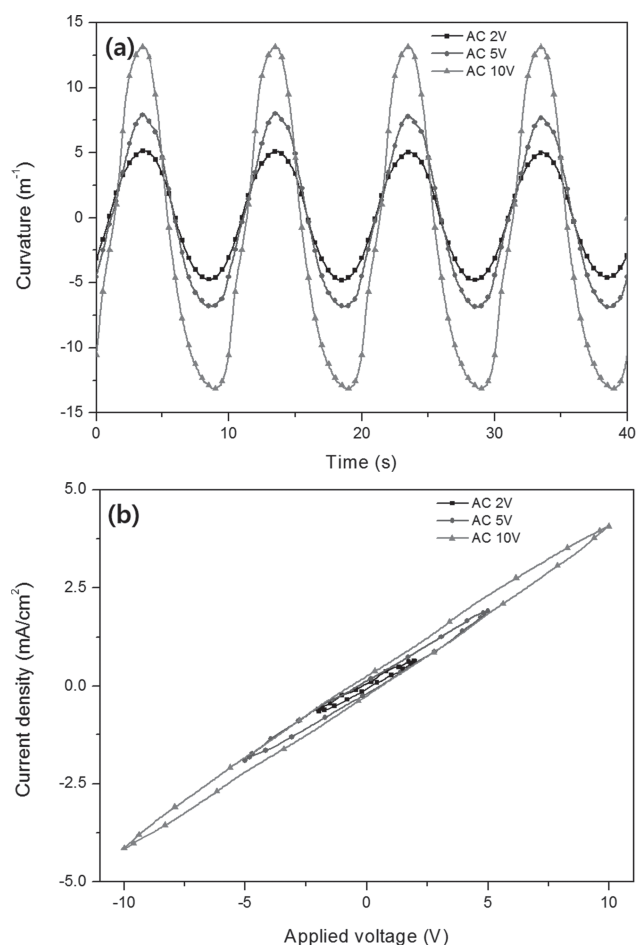 (a)
AC 2V
AC 5V
AC 10V
15
10
5
0
-5
-10
-15
Curvature (m⁻¹)
0
10
20
30
40
Time (s)
(b)
AC 2V
AC 5V
AC 10V
5.0
2.5
0.0
-2.5
-5.0
Current density (mA/cm²)
-10
-5
0
5
10
Applied voltage (V)